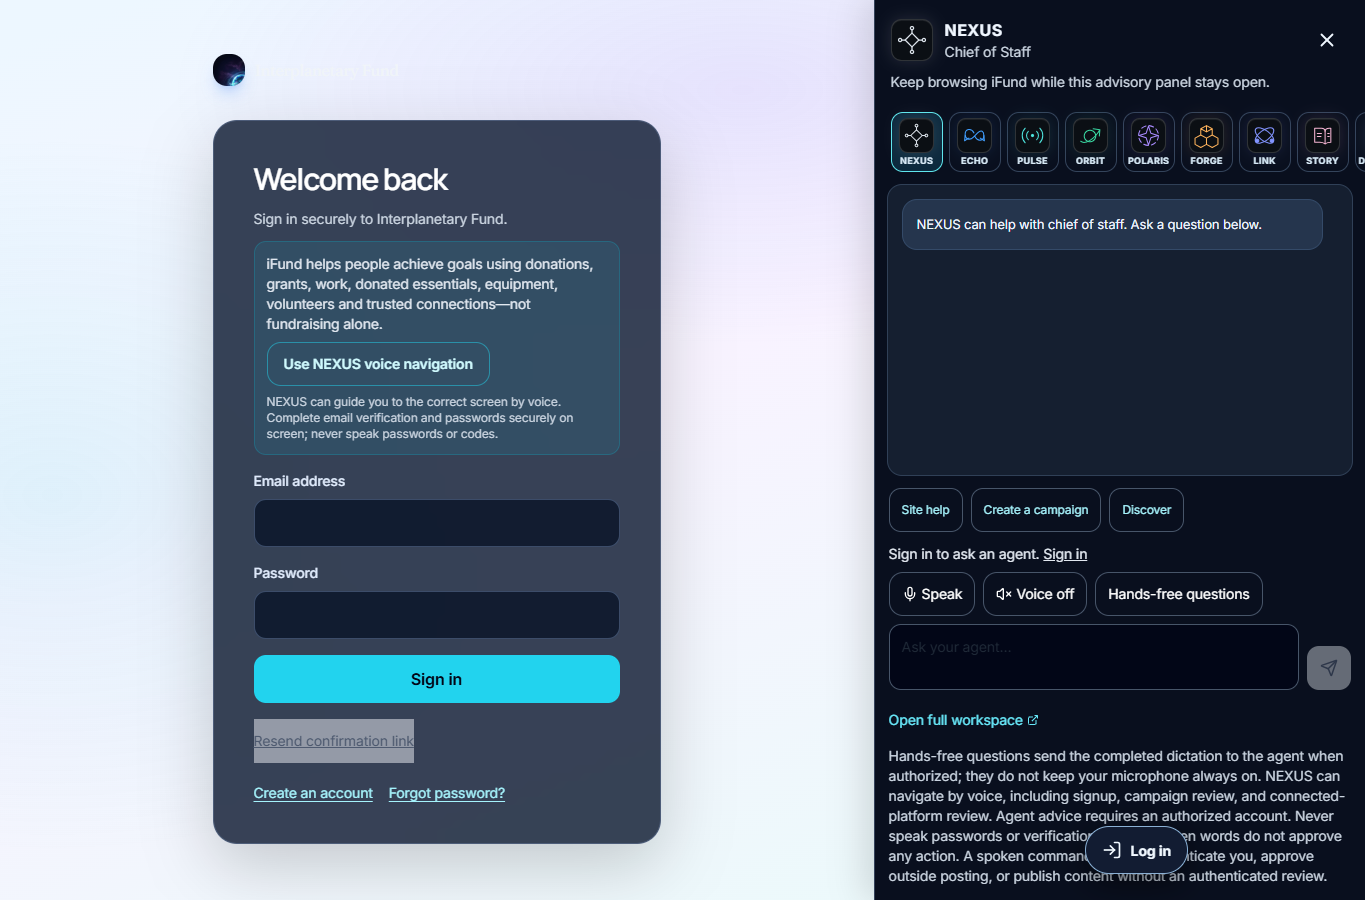 Interplanetary Fund
Welcome back
Sign in securely to Interplanetary Fund.
iFund helps people achieve goals using donations,
grants, work, donated essentials, equipment,
volunteers and trusted connections—not
fundraising alone.
Use NEXUS voice navigation
NEXUS can guide you to the correct screen by voice.
Complete email verification and passwords securely on
screen; never speak passwords or codes.
Email address
Password
Sign in
Resend confirmation link
Create an account Forgot password?
NEXUS
Chief of Staff
Keep browsing iFund while this advisory panel stays open.
NEXUS ECHO PULSE ORBIT POLARIS FORGE LINK STORY
NEXUS can help with chief of staff. Ask a question below.
Site help Create a campaign Discover
Sign in to ask an agent. Sign in
Speak Voice off Hands-free questions
Ask your agent...
Open full workspace
Hands-free questions send the completed dictation to the agent when
authorized; they do not keep your microphone always on. NEXUS can
navigate by voice, including signup, campaign review, and connected-
platform review. Agent advice requires an authorized account. Never
speak passwords or words do not approve
any action. A spoken approve
outside posting, or publish content without an authenticated review.
Log in